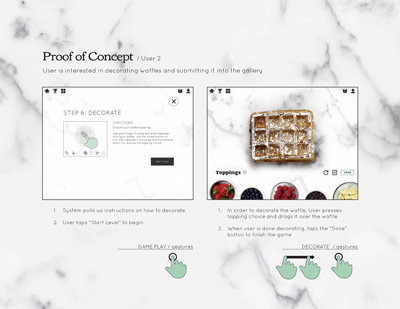 Proof of Concept / User 2
User is interested in decorating waffles and submitting it into the gallery
STEP 6: DECORATE
DIRECTIONS
Toppings
1. System pulls up instructions on how to decorate
2. User taps "Start Level" to begin
1. In order to decorate the waffle, User presses
topping choice and drags it over the waffle
2. When user is done decorating, taps the "Done"
button to finish the game
GAME PLAY / gestures
DECORATE / gestures